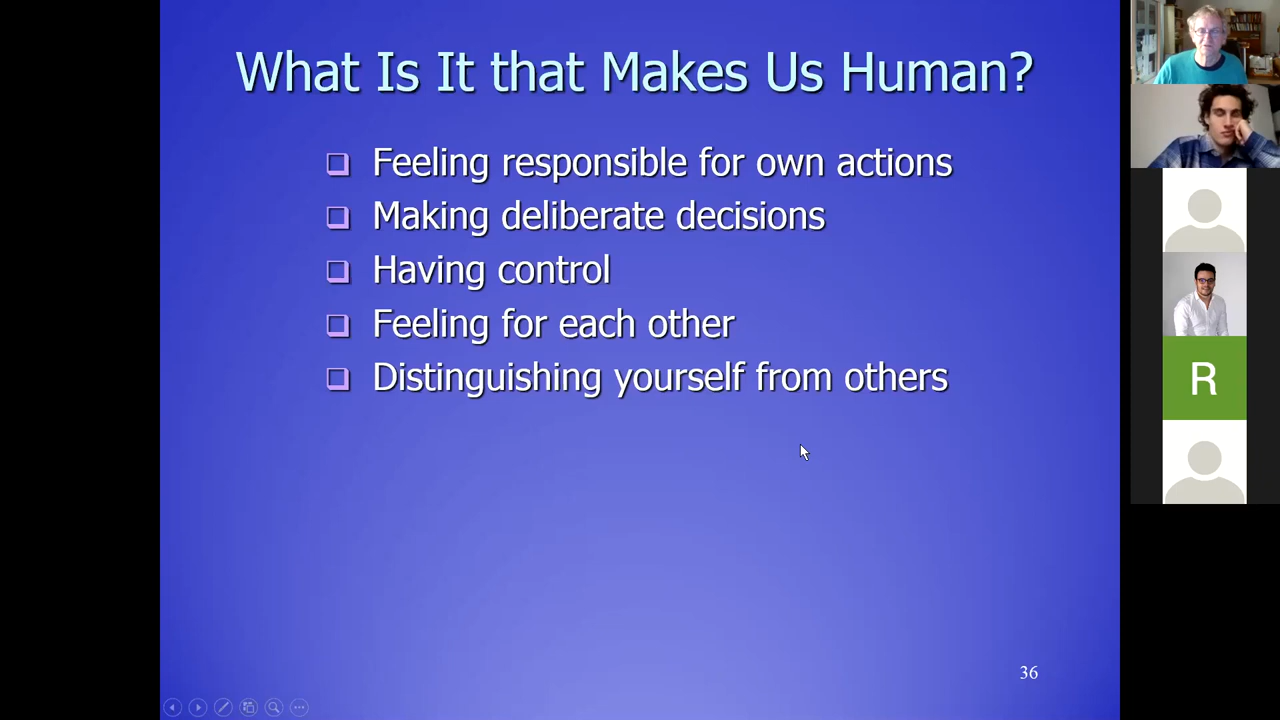 What Is It that Makes Us Human?
Feeling responsible for own actions
Making deliberate decisions
Having control
Feeling for each other
Distinguishing yourself from others
R
36